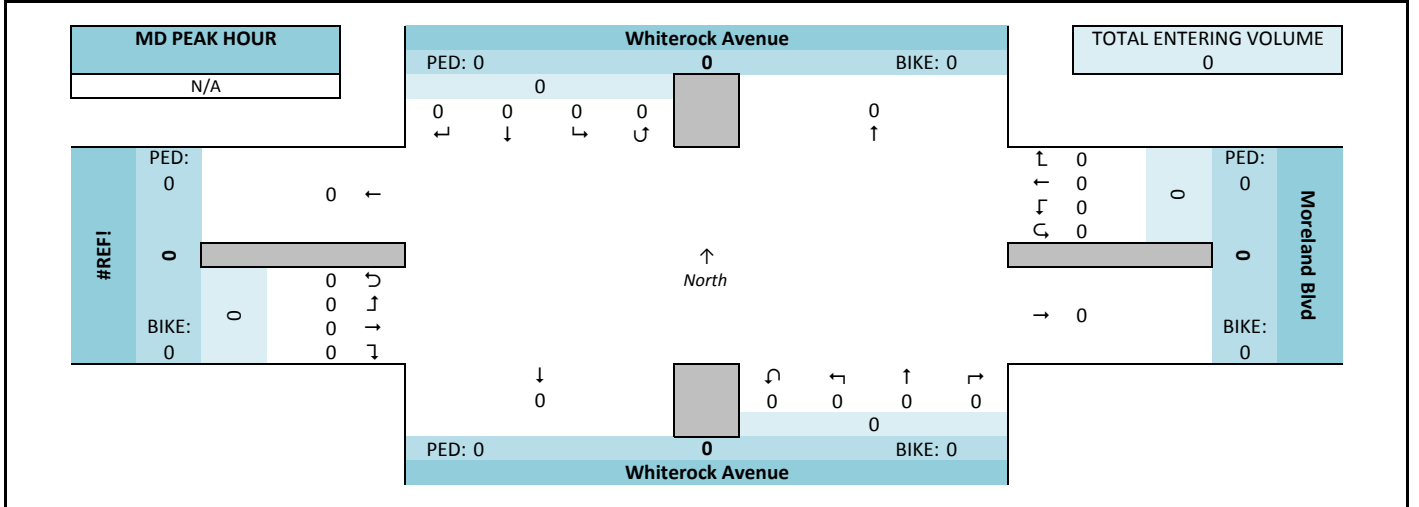 MD PEAK HOUR
N/A
Whiterock Avenue
PED: 0 0 BIKE: 0
0
0 0 0 0 0
↵ ↓ ↳ ↺ ↑
TOTAL ENTERING VOLUME
0
#REF!
PED:
0
0
BIKE:
0
0
0 ←
0 ⮌
0 ⮥
0 →
0 ⮧
↑
North
↰ 0
← 0
↓ 0
⮎ 0
→ 0
0
PED:
0
0
BIKE:
0
Moreland Blvd
↓ ↶ ↰ ↑ ↱
0 0 0 0 0
0
PED: 0 0 BIKE: 0
Whiterock Avenue